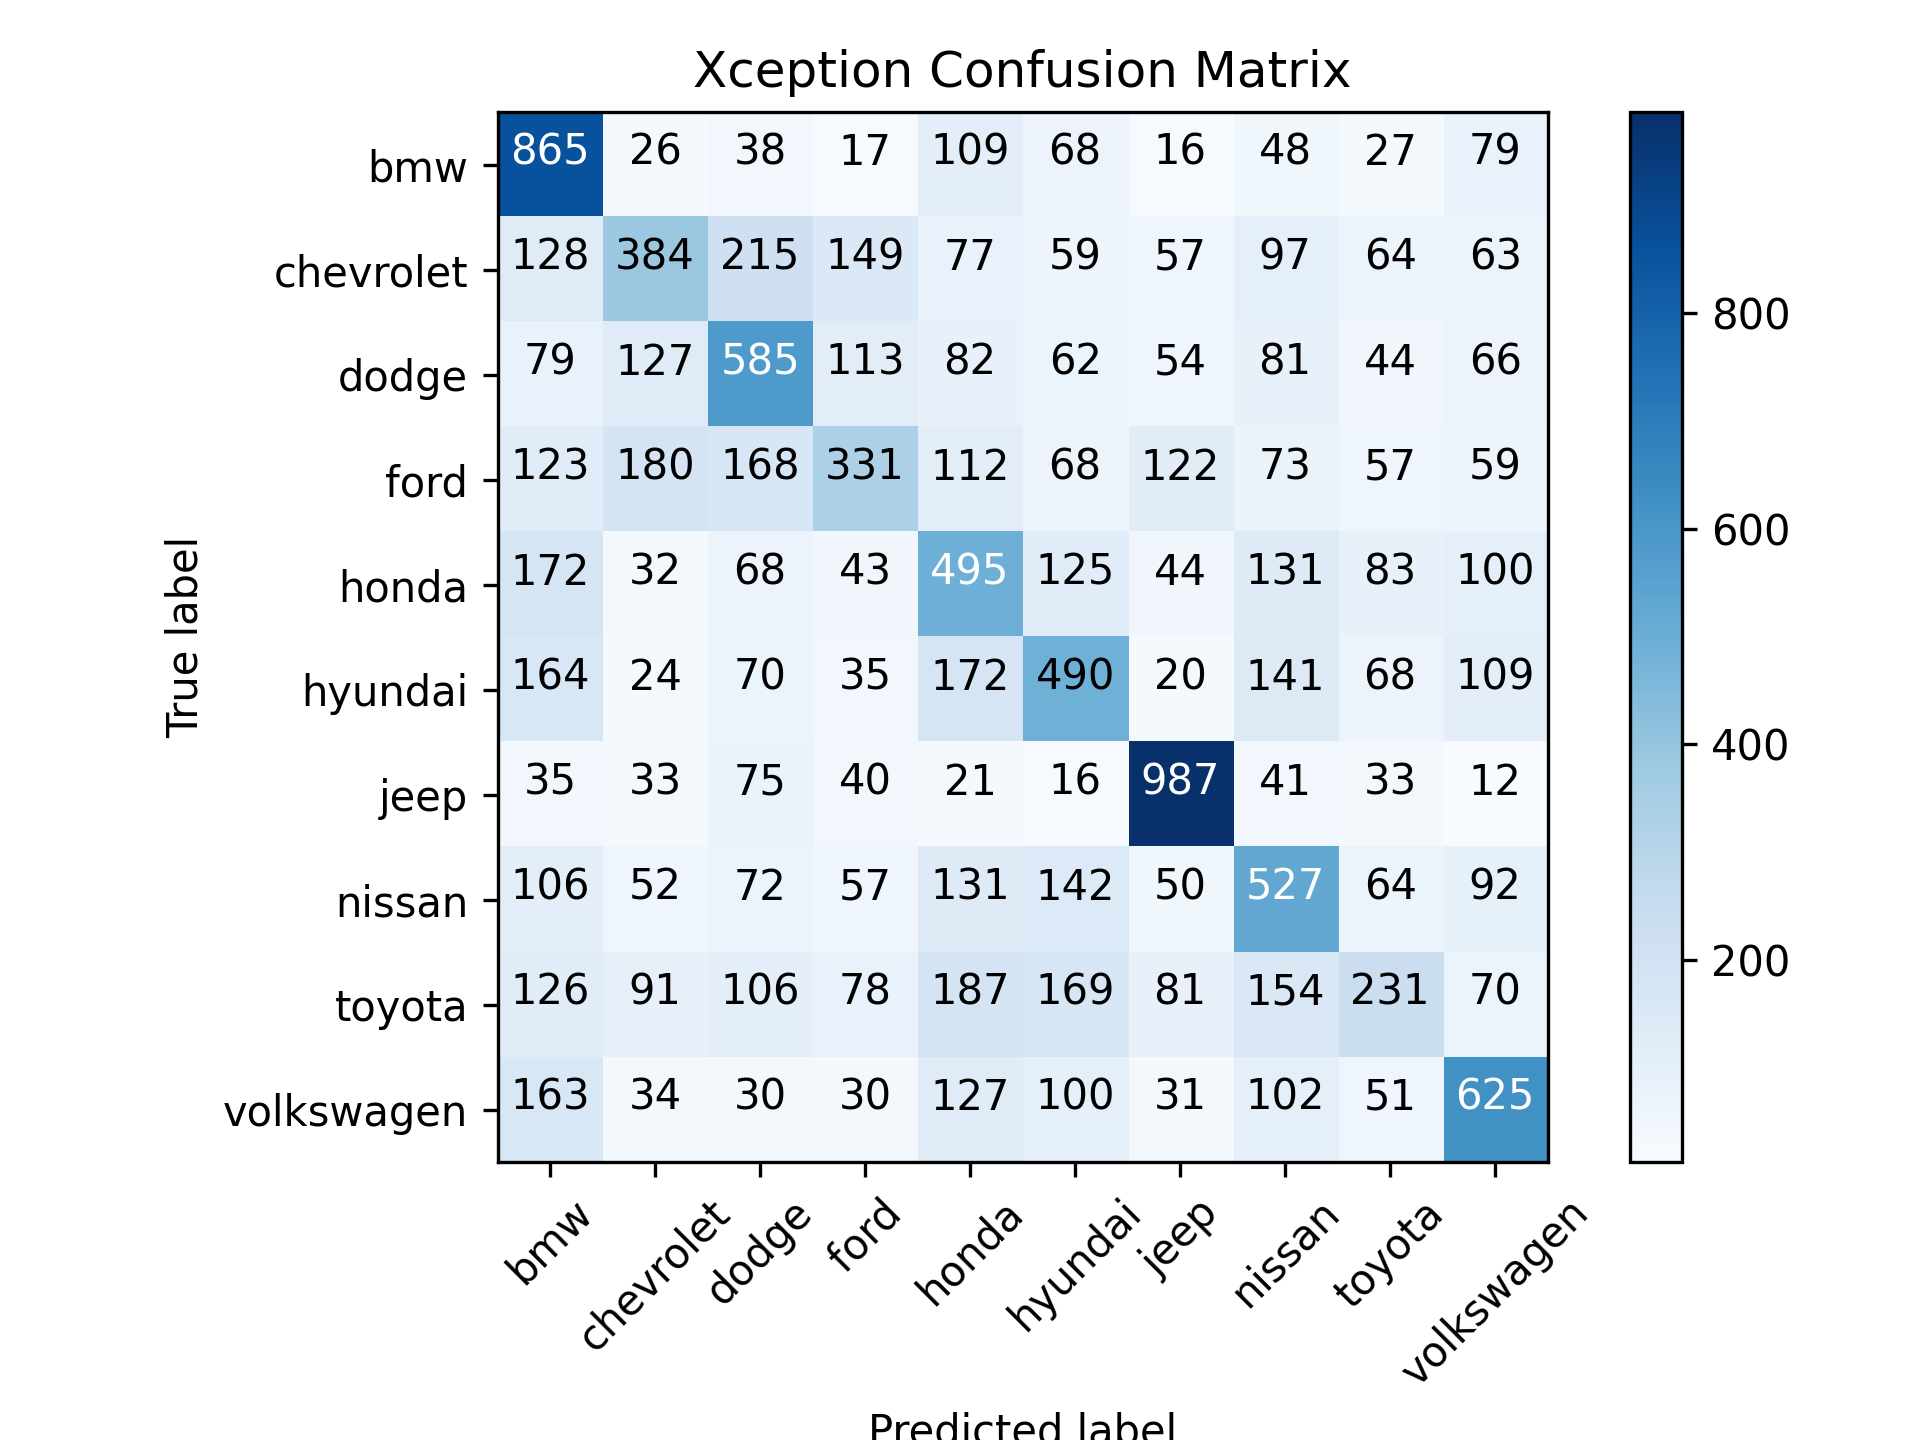 Xception Confusion Matrix
bmw 865 26 38 17 109 68 16 48 27 79
chevrolet 128 384 215 149 77 59 57 97 64 63
dodge 79 127 585 113 82 62 54 81 44 66
ford 123 180 168 331 112 68 122 73 57 59
honda 172 32 68 43 495 125 44 131 83 100
hyundai 164 24 70 35 172 490 20 141 68 109
jeep 35 33 75 40 21 16 987 41 33 12
nissan 106 52 72 57 131 142 50 527 64 92
toyota 126 91 106 78 187 169 81 154 231 70
volkswagen 163 34 30 30 127 100 31 102 51 625
True label
bmw chevrolet dodge ford honda hyundai jeep nissan toyota volkswagen
Predicted label
800
600
400
200